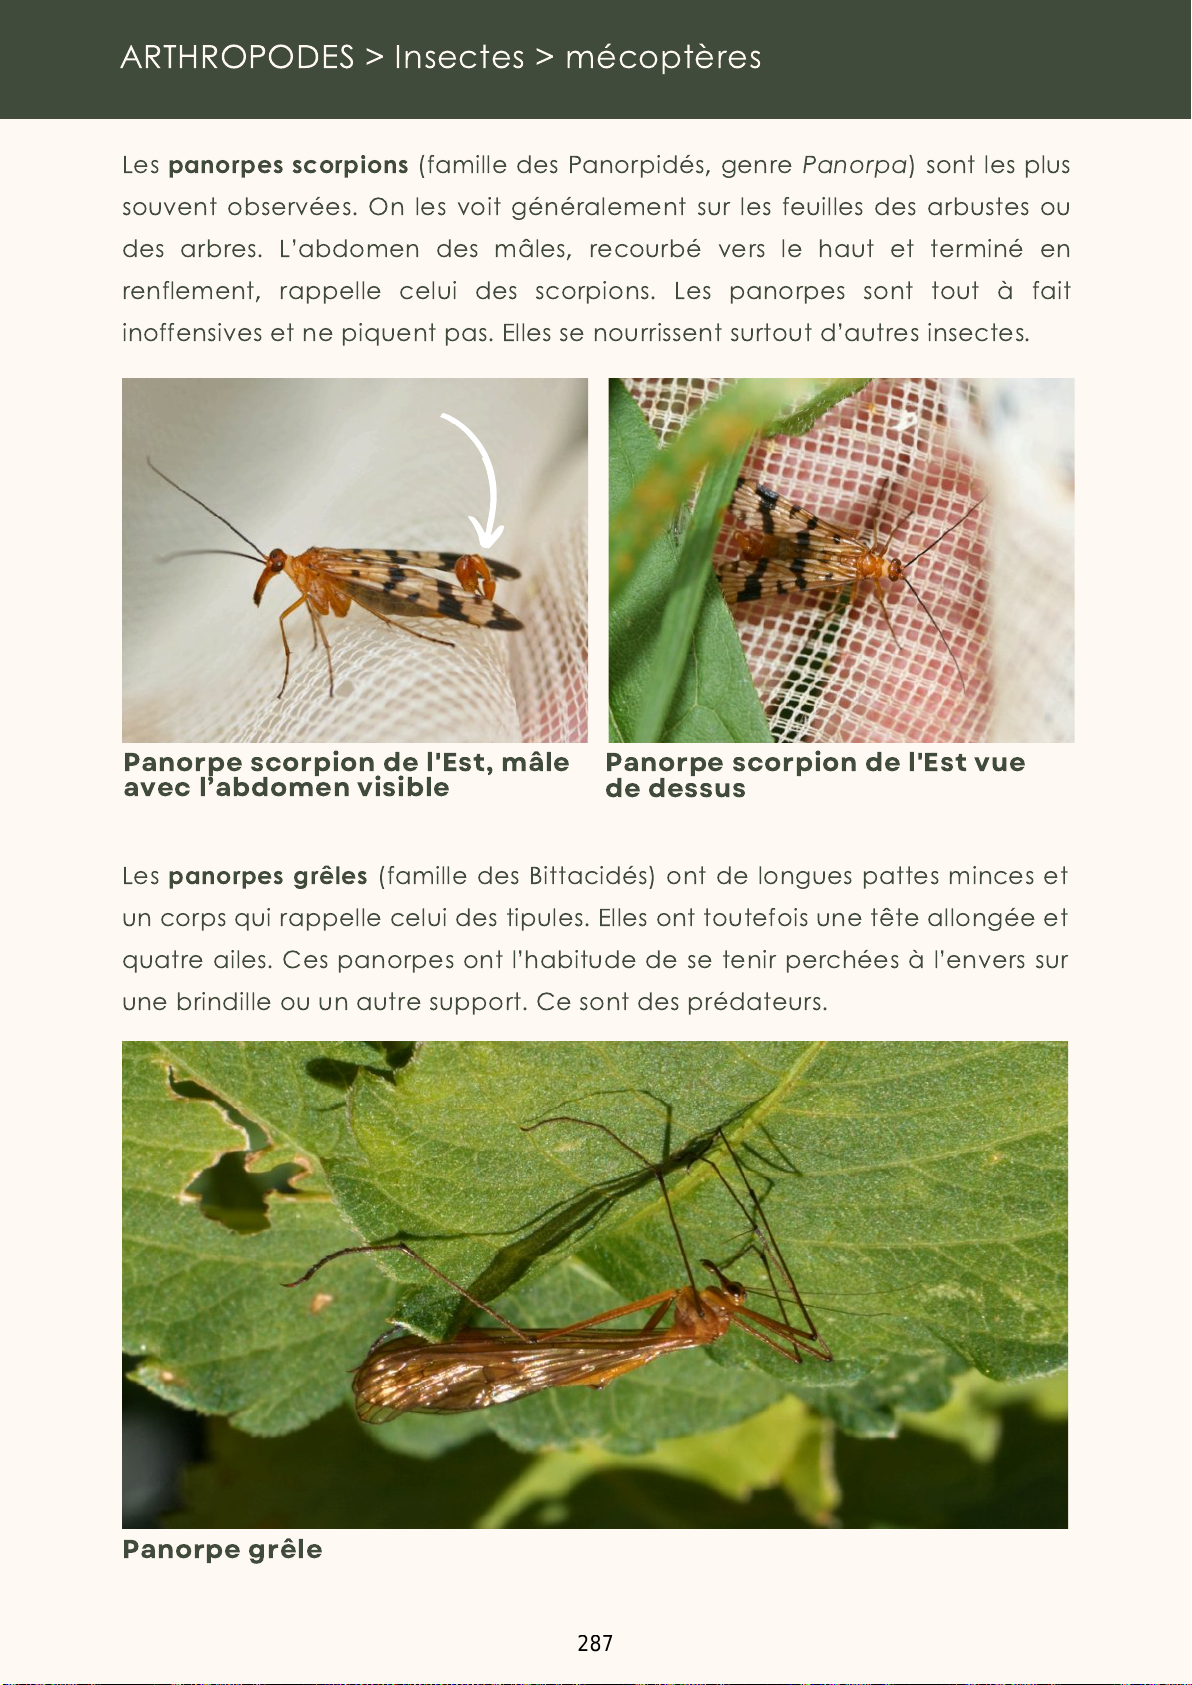 ARTHROPODES > Insectes > mécoptères
Les panorpes scorpions (famille des Panorpidés, genre Panorpa) sont les plus
souvent observées. On les voit généralement sur les feuilles des arbustes ou
des arbres. L’abdomen des mâles, recourbé vers le haut et terminé en
renflement, rappelle celui des scorpions. Les panorpes sont tout à fait
inoffensives et ne piquent pas. Elles se nourrissent surtout d’autres insectes.
Panorpe scorpion de l'Est, mâle
avec l’abdomen visible
Panorpe scorpion de l'Est vue
de dessus
Les panorpes grêles (famille des Bittacidés) ont de longues pattes minces et
un corps qui rappelle celui des tipules. Elles ont toutefois une tête allongée et
quatre ailes. Ces panorpes ont l’habitude de se tenir perchées à l’envers sur
une brindille ou un autre support. Ce sont des prédateurs.
Panorpe grêle
287